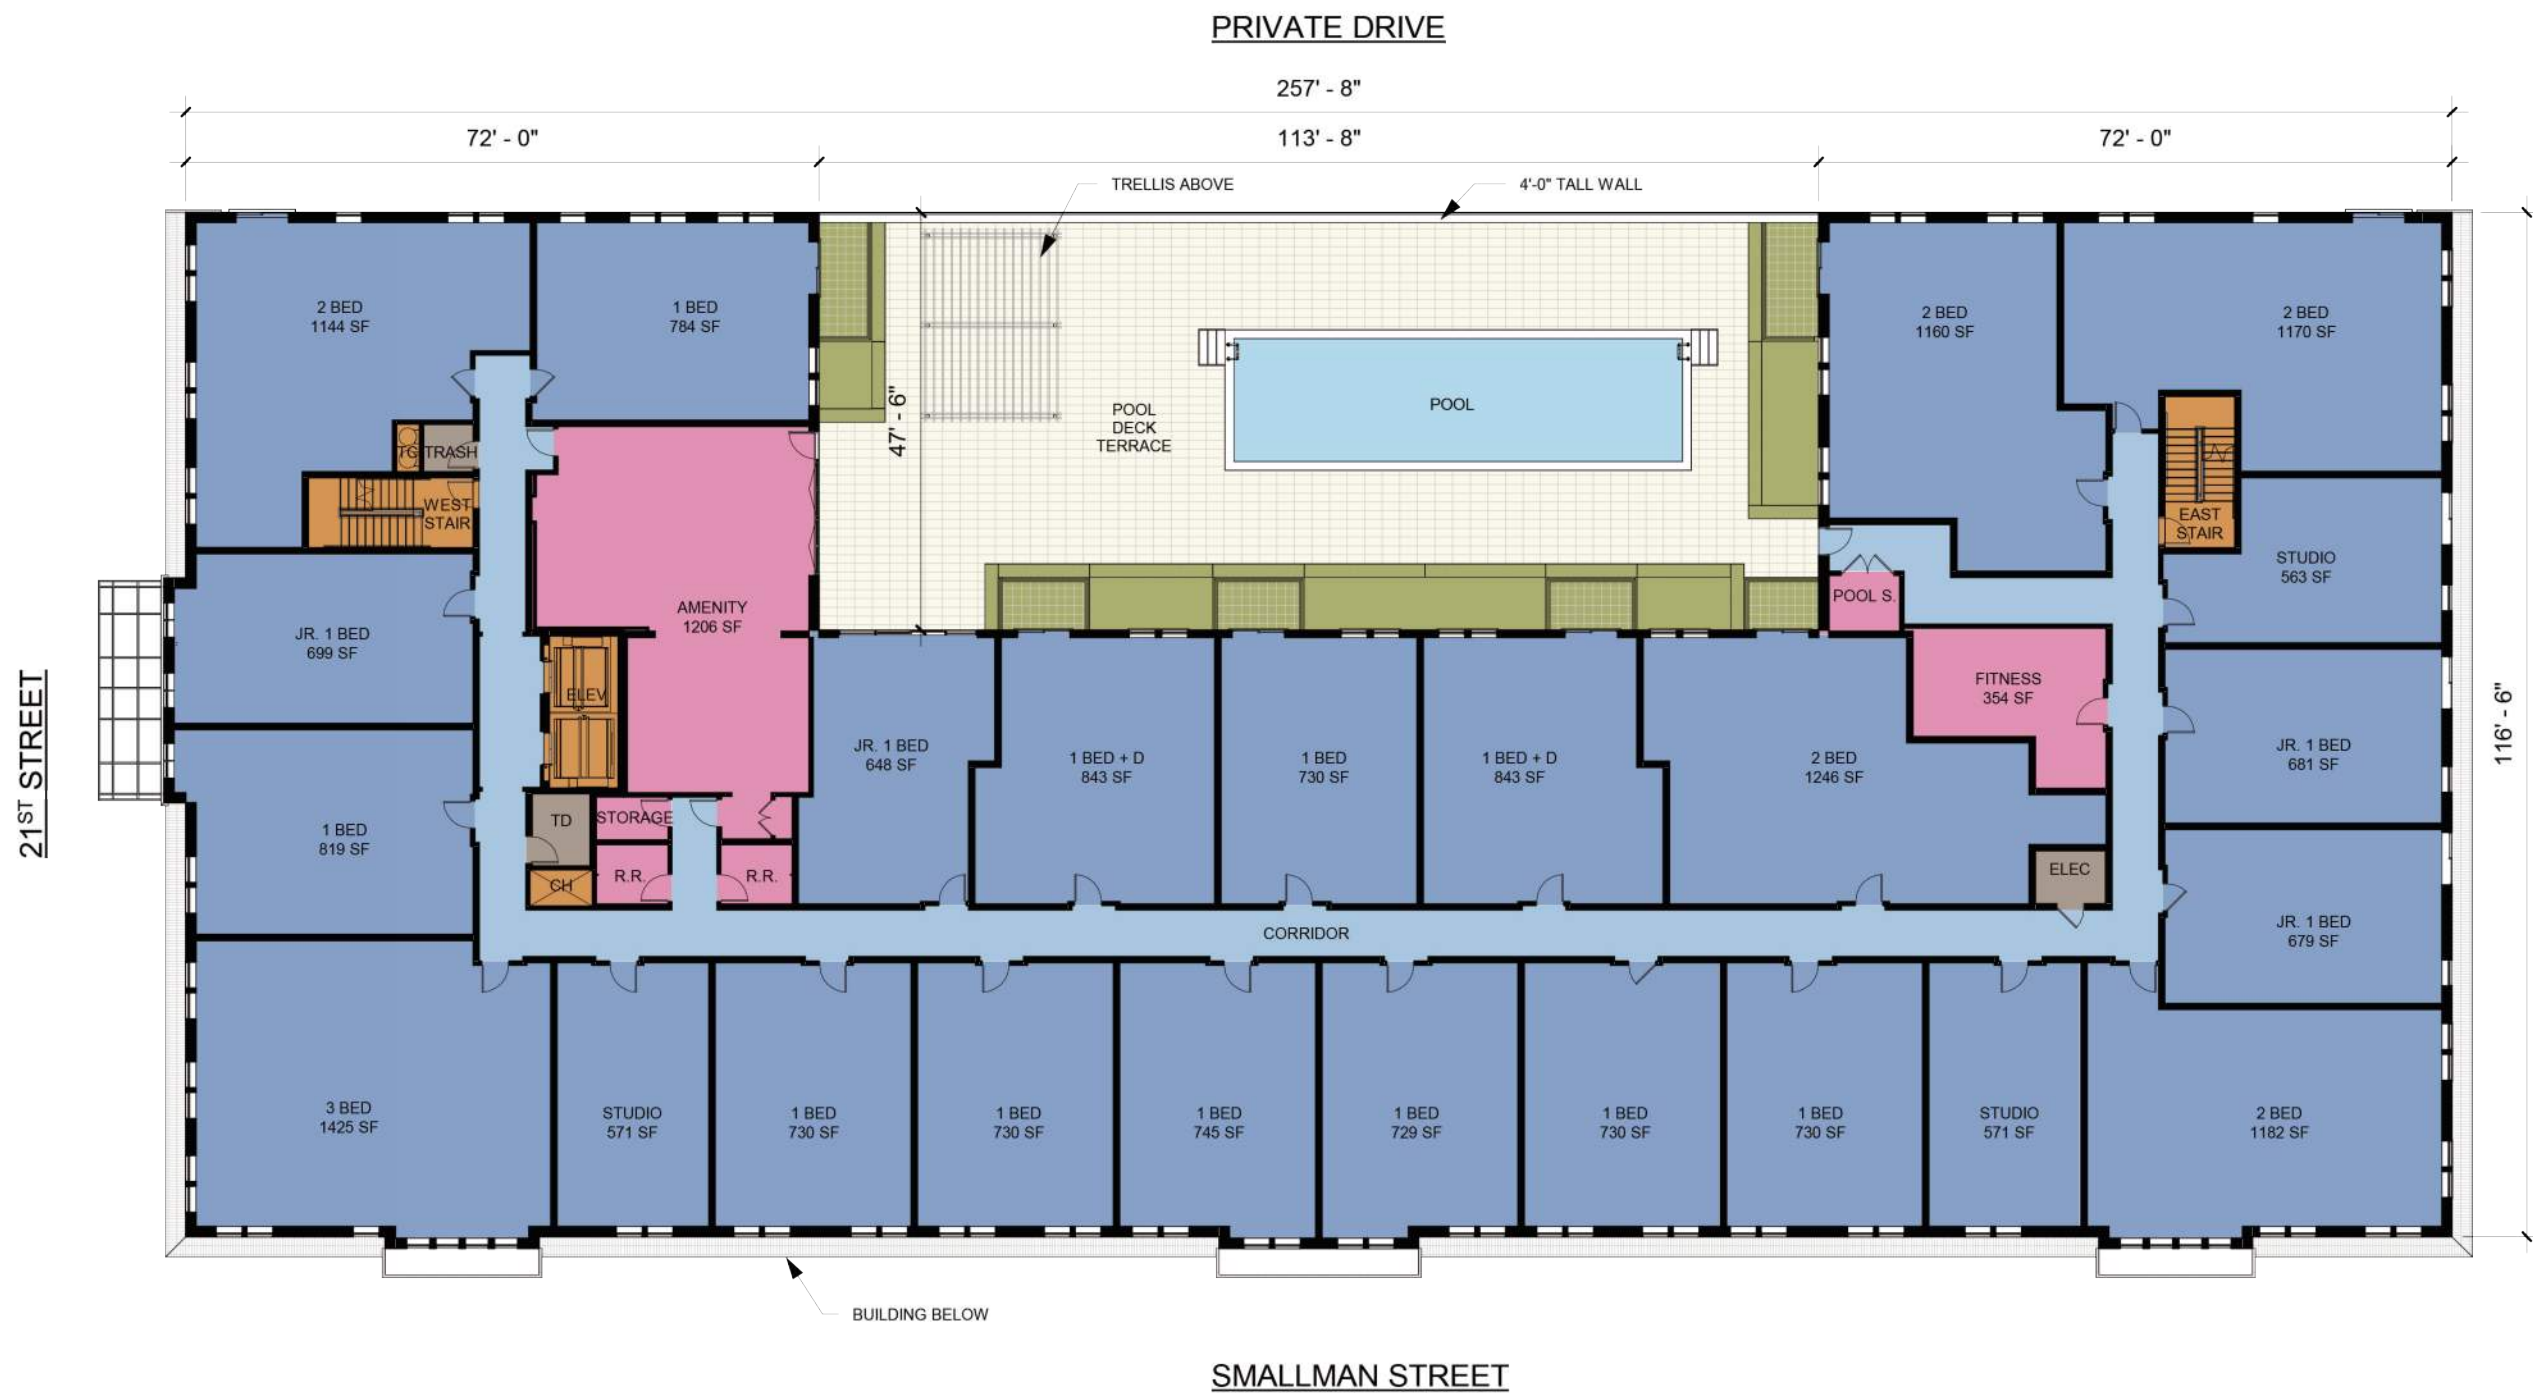 PRIVATE DRIVE
257' - 8"
72' - 0"
113' - 8"
72' - 0"
TRELLIS ABOVE
4'-0" TALL WALL
2 BED
1144 SF
1 BED
784 SF
2 BED
1160 SF
2 BED
1170 SF
POOL
POOL
DECK
TERRACE
47' - 6"
TG
TRASH
WEST
STAIR
EAST
STAIR
STUDIO
563 SF
POOL S.
AMENITY
1206 SF
JR. 1 BED
699 SF
ELEV
FITNESS
354 SF
21ST STREET
116' - 6"
JR. 1 BED
648 SF
1 BED + D
843 SF
1 BED
730 SF
1 BED + D
843 SF
2 BED
1246 SF
JR. 1 BED
681 SF
1 BED
819 SF
TD
STORAGE
CH
R.R.
R.R.
ELEC
JR. 1 BED
679 SF
CORRIDOR
3 BED
1425 SF
STUDIO
571 SF
1 BED
730 SF
1 BED
730 SF
1 BED
745 SF
1 BED
729 SF
1 BED
730 SF
1 BED
730 SF
STUDIO
571 SF
2 BED
1182 SF
BUILDING BELOW
SMALLMAN STREET